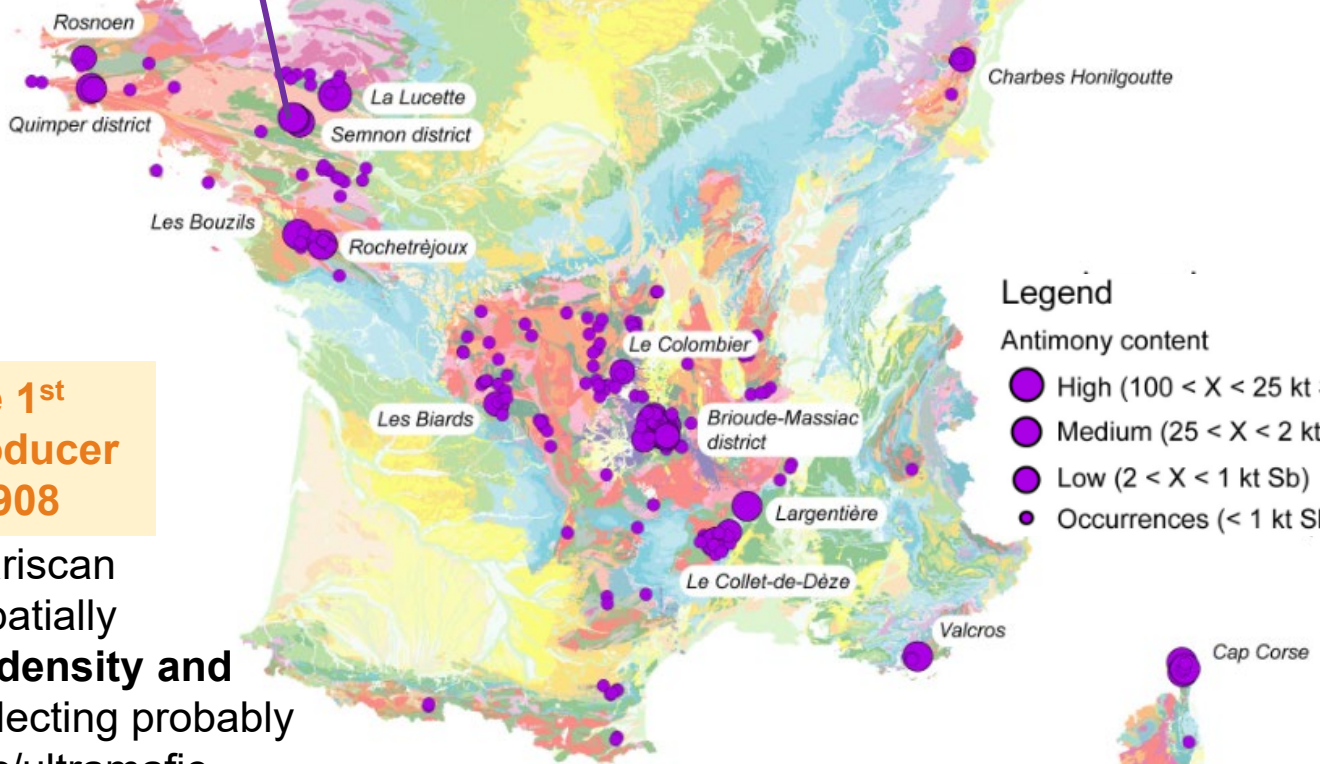 Rosnoen
Charbes Honilgoutte
La Lucette
Quimper district
Semnon district
Les Bouzils
Rochetrèjoux
Legend
Antimony content
High (100 < X < 25 kt
Medium (25 < X < 2 kt
Low (2 < X < 1 kt Sb)
Occurrences (< 1 kt
Le Colombier
Les Biards
Brioude-Massiac
district
Largentière
Le Collet-de-Dèze
Valcros
Cap Corse
1st
oducer
908
riscan
patially
density and
lecting probably